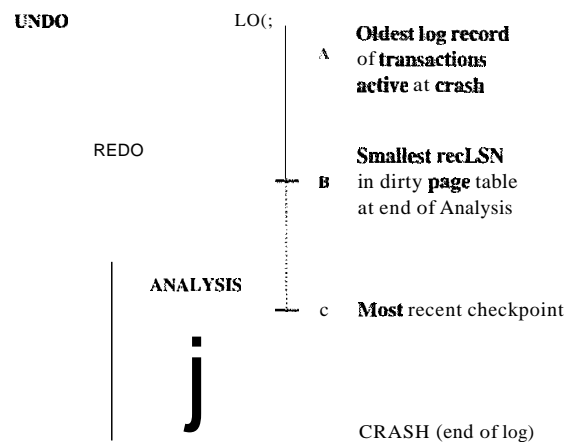 UNDO
LO(;
A
Oldest log record
of transactions
active at crash
REDO
B
Smallest recLSN
in dirty page table
at end of Analysis
ANALYSIS
c
Most recent checkpoint
j
CRASH (end of log)